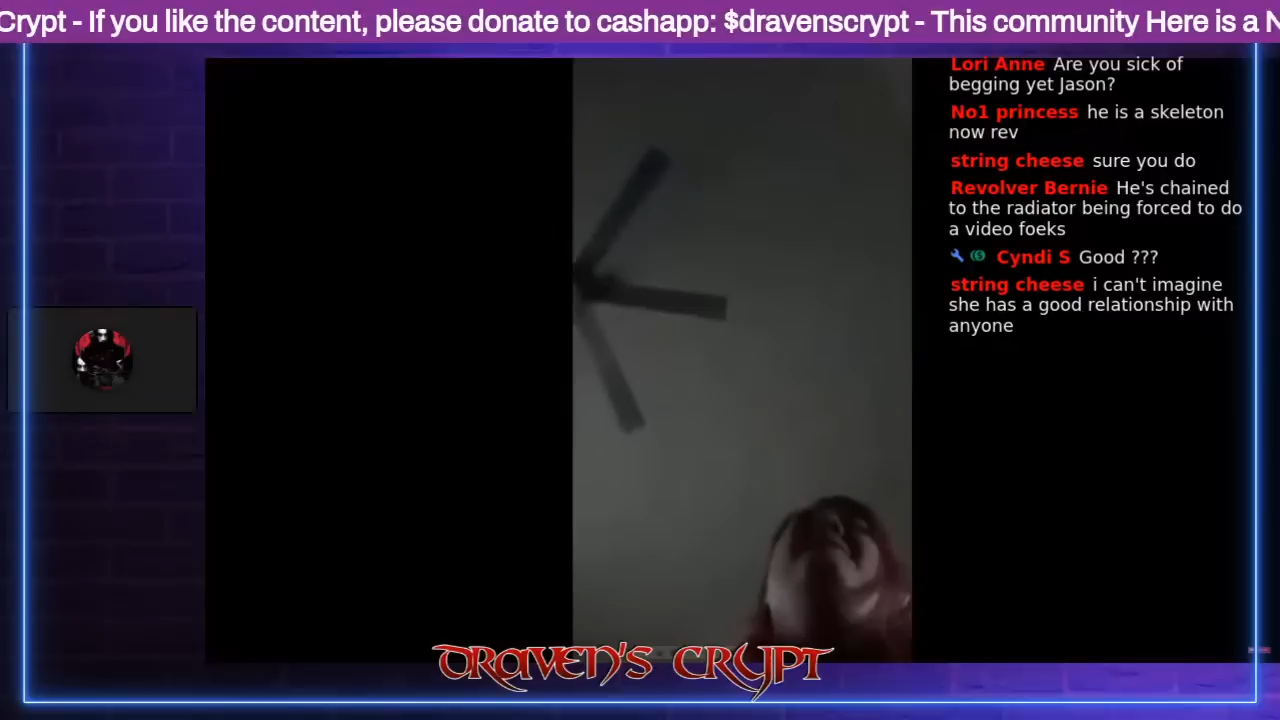 Crypt - If you like the content, please donate to cashapp: $dravenscrypt - This community Here is a N
Lori Anne Are you sick of
begging yet Jason?
No1 princess he is a skeleton
now rev
string cheese sure you do
Revolver Bernie He's chained
to the radiator being forced to do
a video foeks
Cyndi S Good ???
string cheese i can't imagine
she has a good relationship with
anyone
DRAVEN'S CRYPT